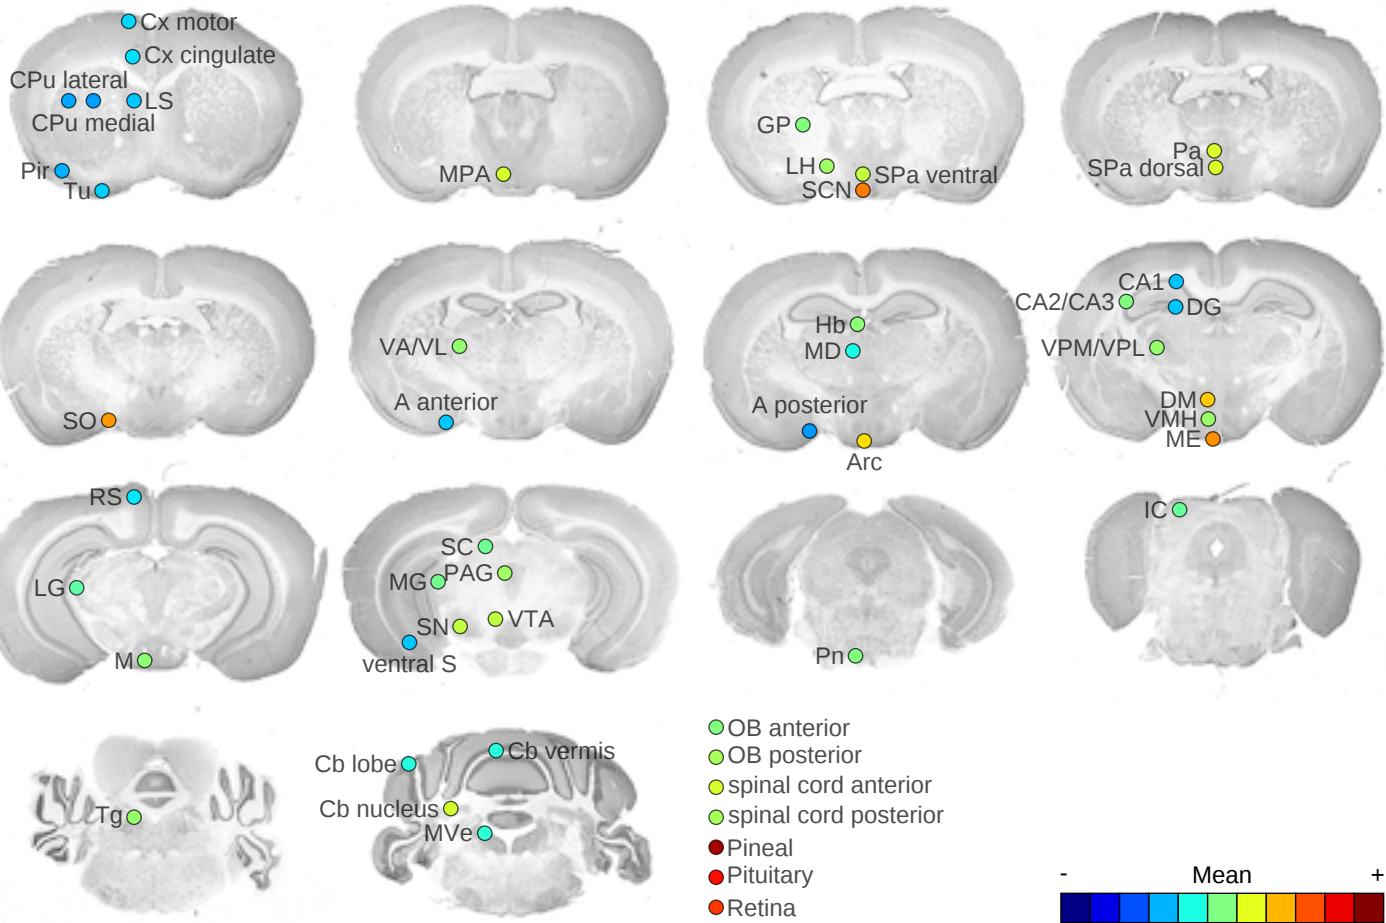 Cx motor
Cx cingulate
CPu lateral
LS
CPu medial
Pir
Tu
MPA
GP
LH
SPa ventral
SCN
Pa
SPa dorsal
SO
VA/VL
A anterior
Hb
MD
A posterior
Arc
CA1
CA2/CA3
DG
VPM/VPL
DM
VMH
ME
RS
LG
M
SC
MG PAG
SN VTA
ventral S
Pn
IC
Tg
Cb vermis
Cb lobe
Cb nucleus
MVe
OB anterior
OB posterior
spinal cord anterior
spinal cord posterior
Pineal
Pituitary
Retina
- Mean +